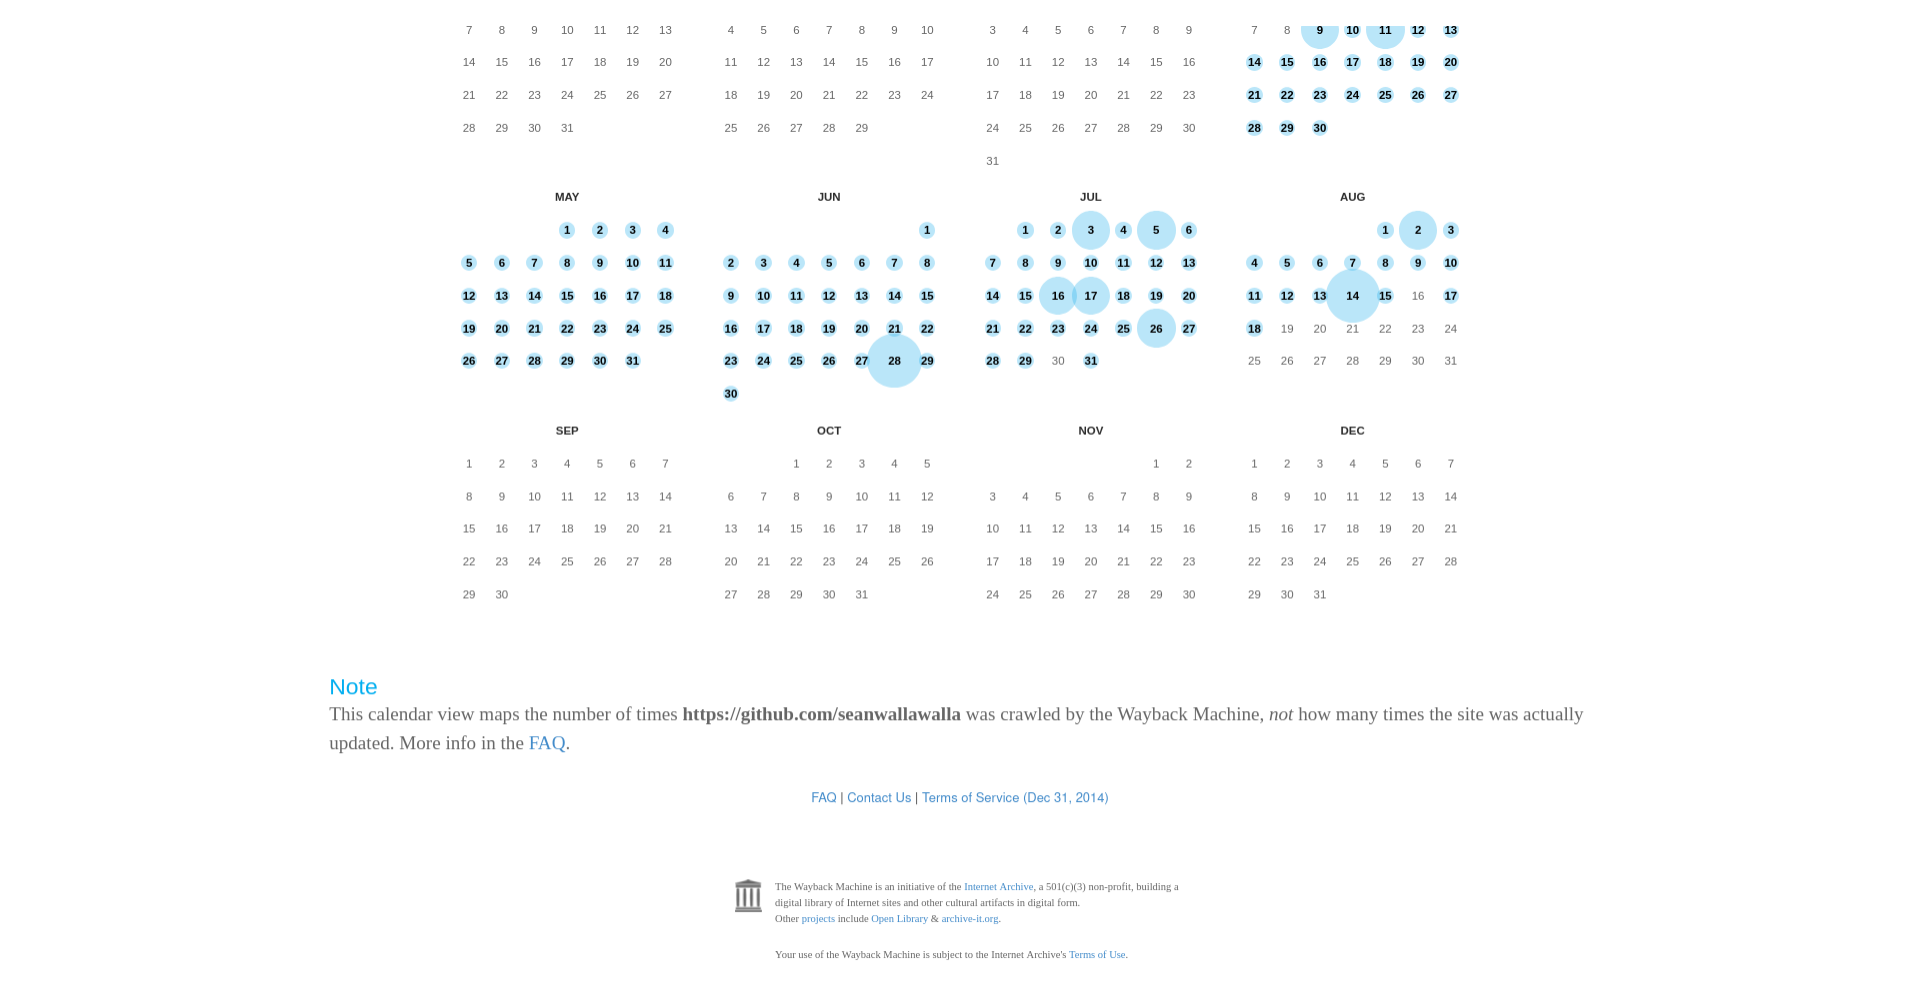 7 8 9 10 11 12 13 4 5 6 7 8 9 10 3 4 5 6 7 8 9 7 8 9 10 11 12 13
14 15 16 17 18 19 20 11 12 13 14 15 16 17 10 11 12 13 14 15 16 14 15 16 17 18 19 20
21 22 23 24 25 26 27 18 19 20 21 22 23 24 17 18 19 20 21 22 23 21 22 23 24 25 26 27
28 29 30 31 25 26 27 28 29 24 25 26 27 28 29 30 28 29 30
31
MAY JUN JUL AUG
1 2 3 4 1 1 2 3 4 5 6 1 2 3
5 6 7 8 9 10 11 2 3 4 5 6 7 8 7 8 9 10 11 12 13 4 5 6 7 8 9 10
12 13 14 15 16 17 18 9 10 11 12 13 14 15 14 15 16 17 18 19 20 11 12 13 14 15 16 17
19 20 21 22 23 24 25 16 17 18 19 20 21 22 21 22 23 24 25 26 27 18 19 20 21 22 23 24
26 27 28 29 30 31 23 24 25 26 27 28 29 28 29 30 31 25 26 27 28 29 30 31
30
SEP OCT NOV DEC
1 2 3 4 5 6 7 1 2 3 4 5 1 2 1 2 3 4 5 6 7
8 9 10 11 12 13 14 6 7 8 9 10 11 12 3 4 5 6 7 8 9 8 9 10 11 12 13 14
15 16 17 18 19 20 21 13 14 15 16 17 18 19 10 11 12 13 14 15 16 15 16 17 18 19 20 21
22 23 24 25 26 27 28 20 21 22 23 24 25 26 17 18 19 20 21 22 23 22 23 24 25 26 27 28
29 30 27 28 29 30 31 24 25 26 27 28 29 30 29 30 31
Note
This calendar view maps the number of times https://github.com/seanwallawalla was crawled by the Wayback Machine, not how many times the site was actually
updated. More info in the FAQ.
FAQ | Contact Us | Terms of Service (Dec 31, 2014)
The Wayback Machine is an initiative of the Internet Archive, a 501(c)(3) non-profit, building a
digital library of Internet sites and other cultural artifacts in digital form.
Other projects include Open Library & archive-it.org.
Your use of the Wayback Machine is subject to the Internet Archive's Terms of Use.